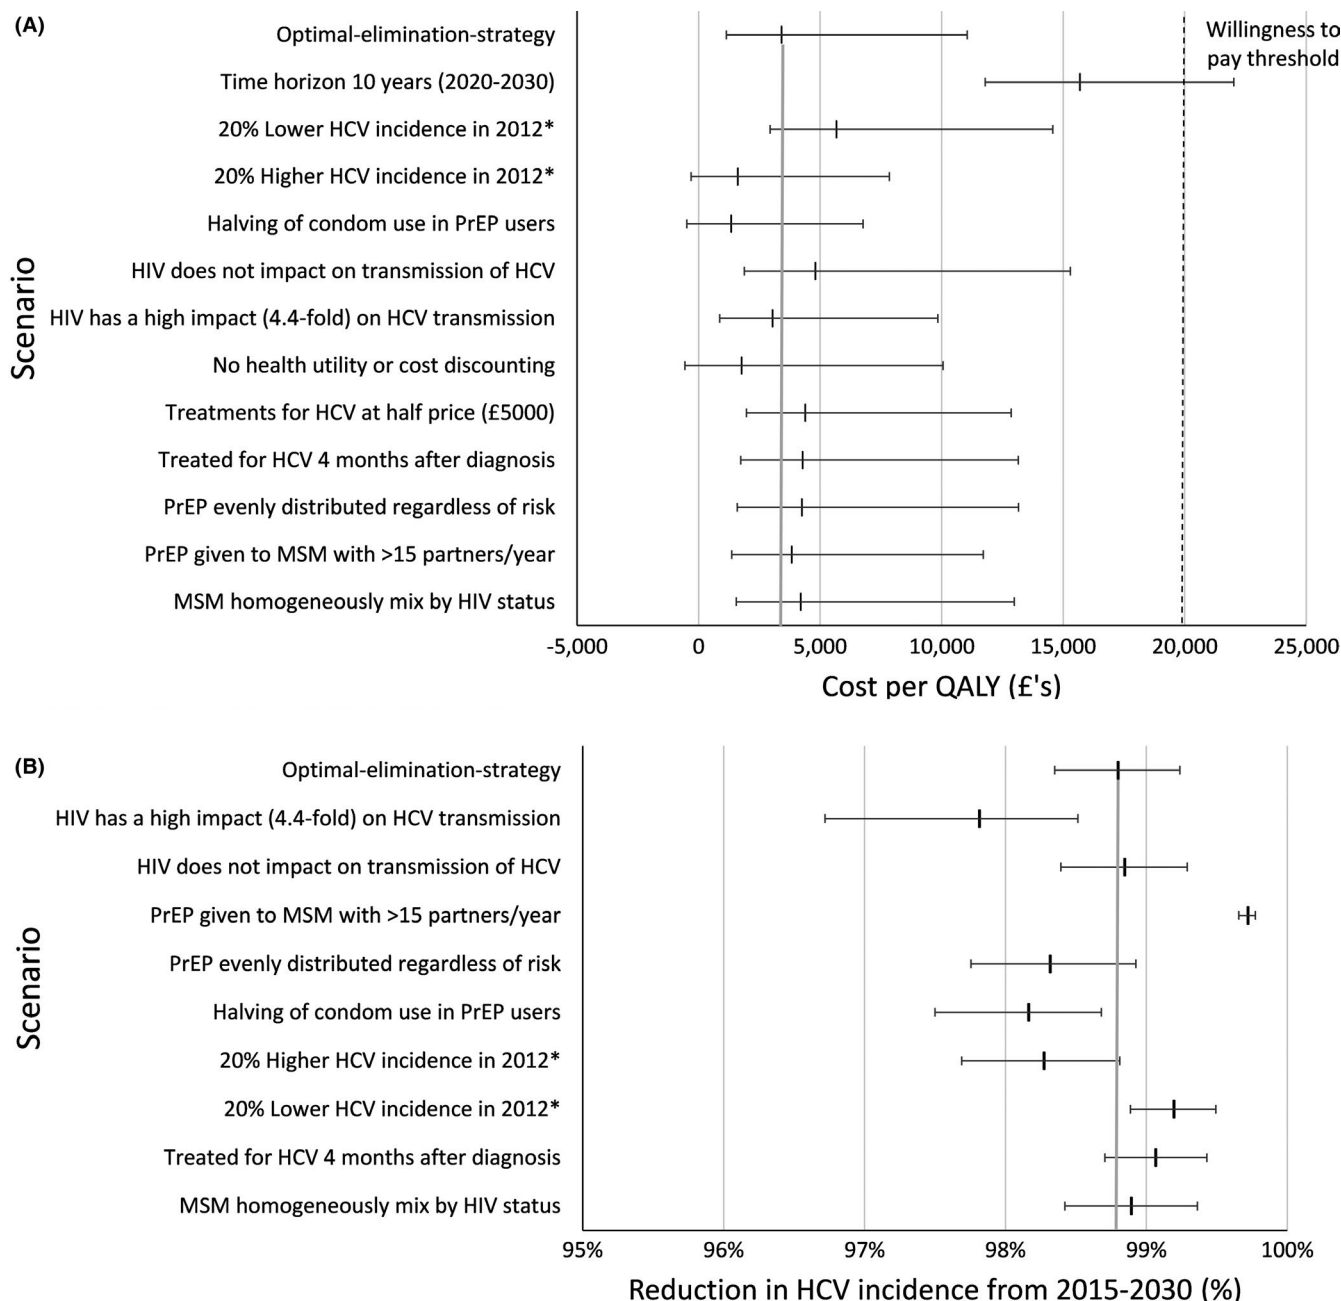 (A)
Optimal-elimination-strategy
Willingness to
pay threshold
Time horizon 10 years (2020-2030)
20% Lower HCV incidence in 2012*
20% Higher HCV incidence in 2012*
Halving of condom use in PrEP users
HIV does not impact on transmission of HCV
Scenario
HIV has a high impact (4.4-fold) on HCV transmission
No health utility or cost discounting
Treatments for HCV at half price (£5000)
Treated for HCV 4 months after diagnosis
PrEP evenly distributed regardless of risk
PrEP given to MSM with >15 partners/year
MSM homogeneously mix by HIV status
-5,000 0 5,000 10,000 15,000 20,000 25,000
Cost per QALY (£'s)
(B)
Optimal-elimination-strategy
HIV has a high impact (4.4-fold) on HCV transmission
HIV does not impact on transmission of HCV
PrEP given to MSM with >15 partners/year
PrEP evenly distributed regardless of risk
Scenario
Halving of condom use in PrEP users
20% Higher HCV incidence in 2012*
20% Lower HCV incidence in 2012*
Treated for HCV 4 months after diagnosis
MSM homogeneously mix by HIV status
95% 96% 97% 98% 99% 100%
Reduction in HCV incidence from 2015-2030 (%)